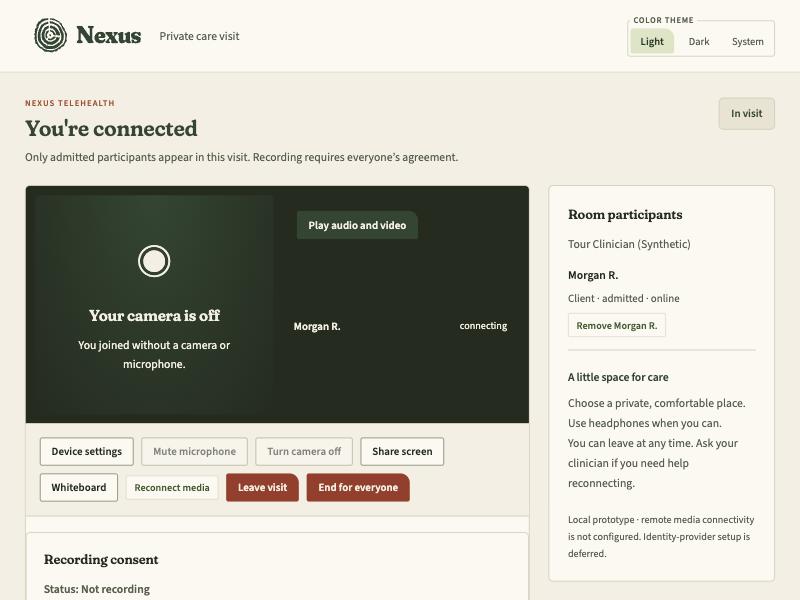 Nexus
Private care visit
COLOR THEME
Light
Dark
System
NEXUS TELEHEALTH
You're connected
In visit
Only admitted participants appear in this visit. Recording requires everyone’s agreement.
Play audio and video
Your camera is off
You joined without a camera or
microphone.
Morgan R.
connecting
Device settings
Mute microphone
Turn camera off
Share screen
Whiteboard
Reconnect media
Leave visit
End for everyone
Recording consent
Status: Not recording
Room participants
Tour Clinician (Synthetic)
Morgan R.
Client · admitted · online
Remove Morgan R.
A little space for care
Choose a private, comfortable place.
Use headphones when you can.
You can leave at any time. Ask your
clinician if you need help
reconnecting.
Local prototype · remote media connectivity
is not configured. Identity-provider setup is
deferred.